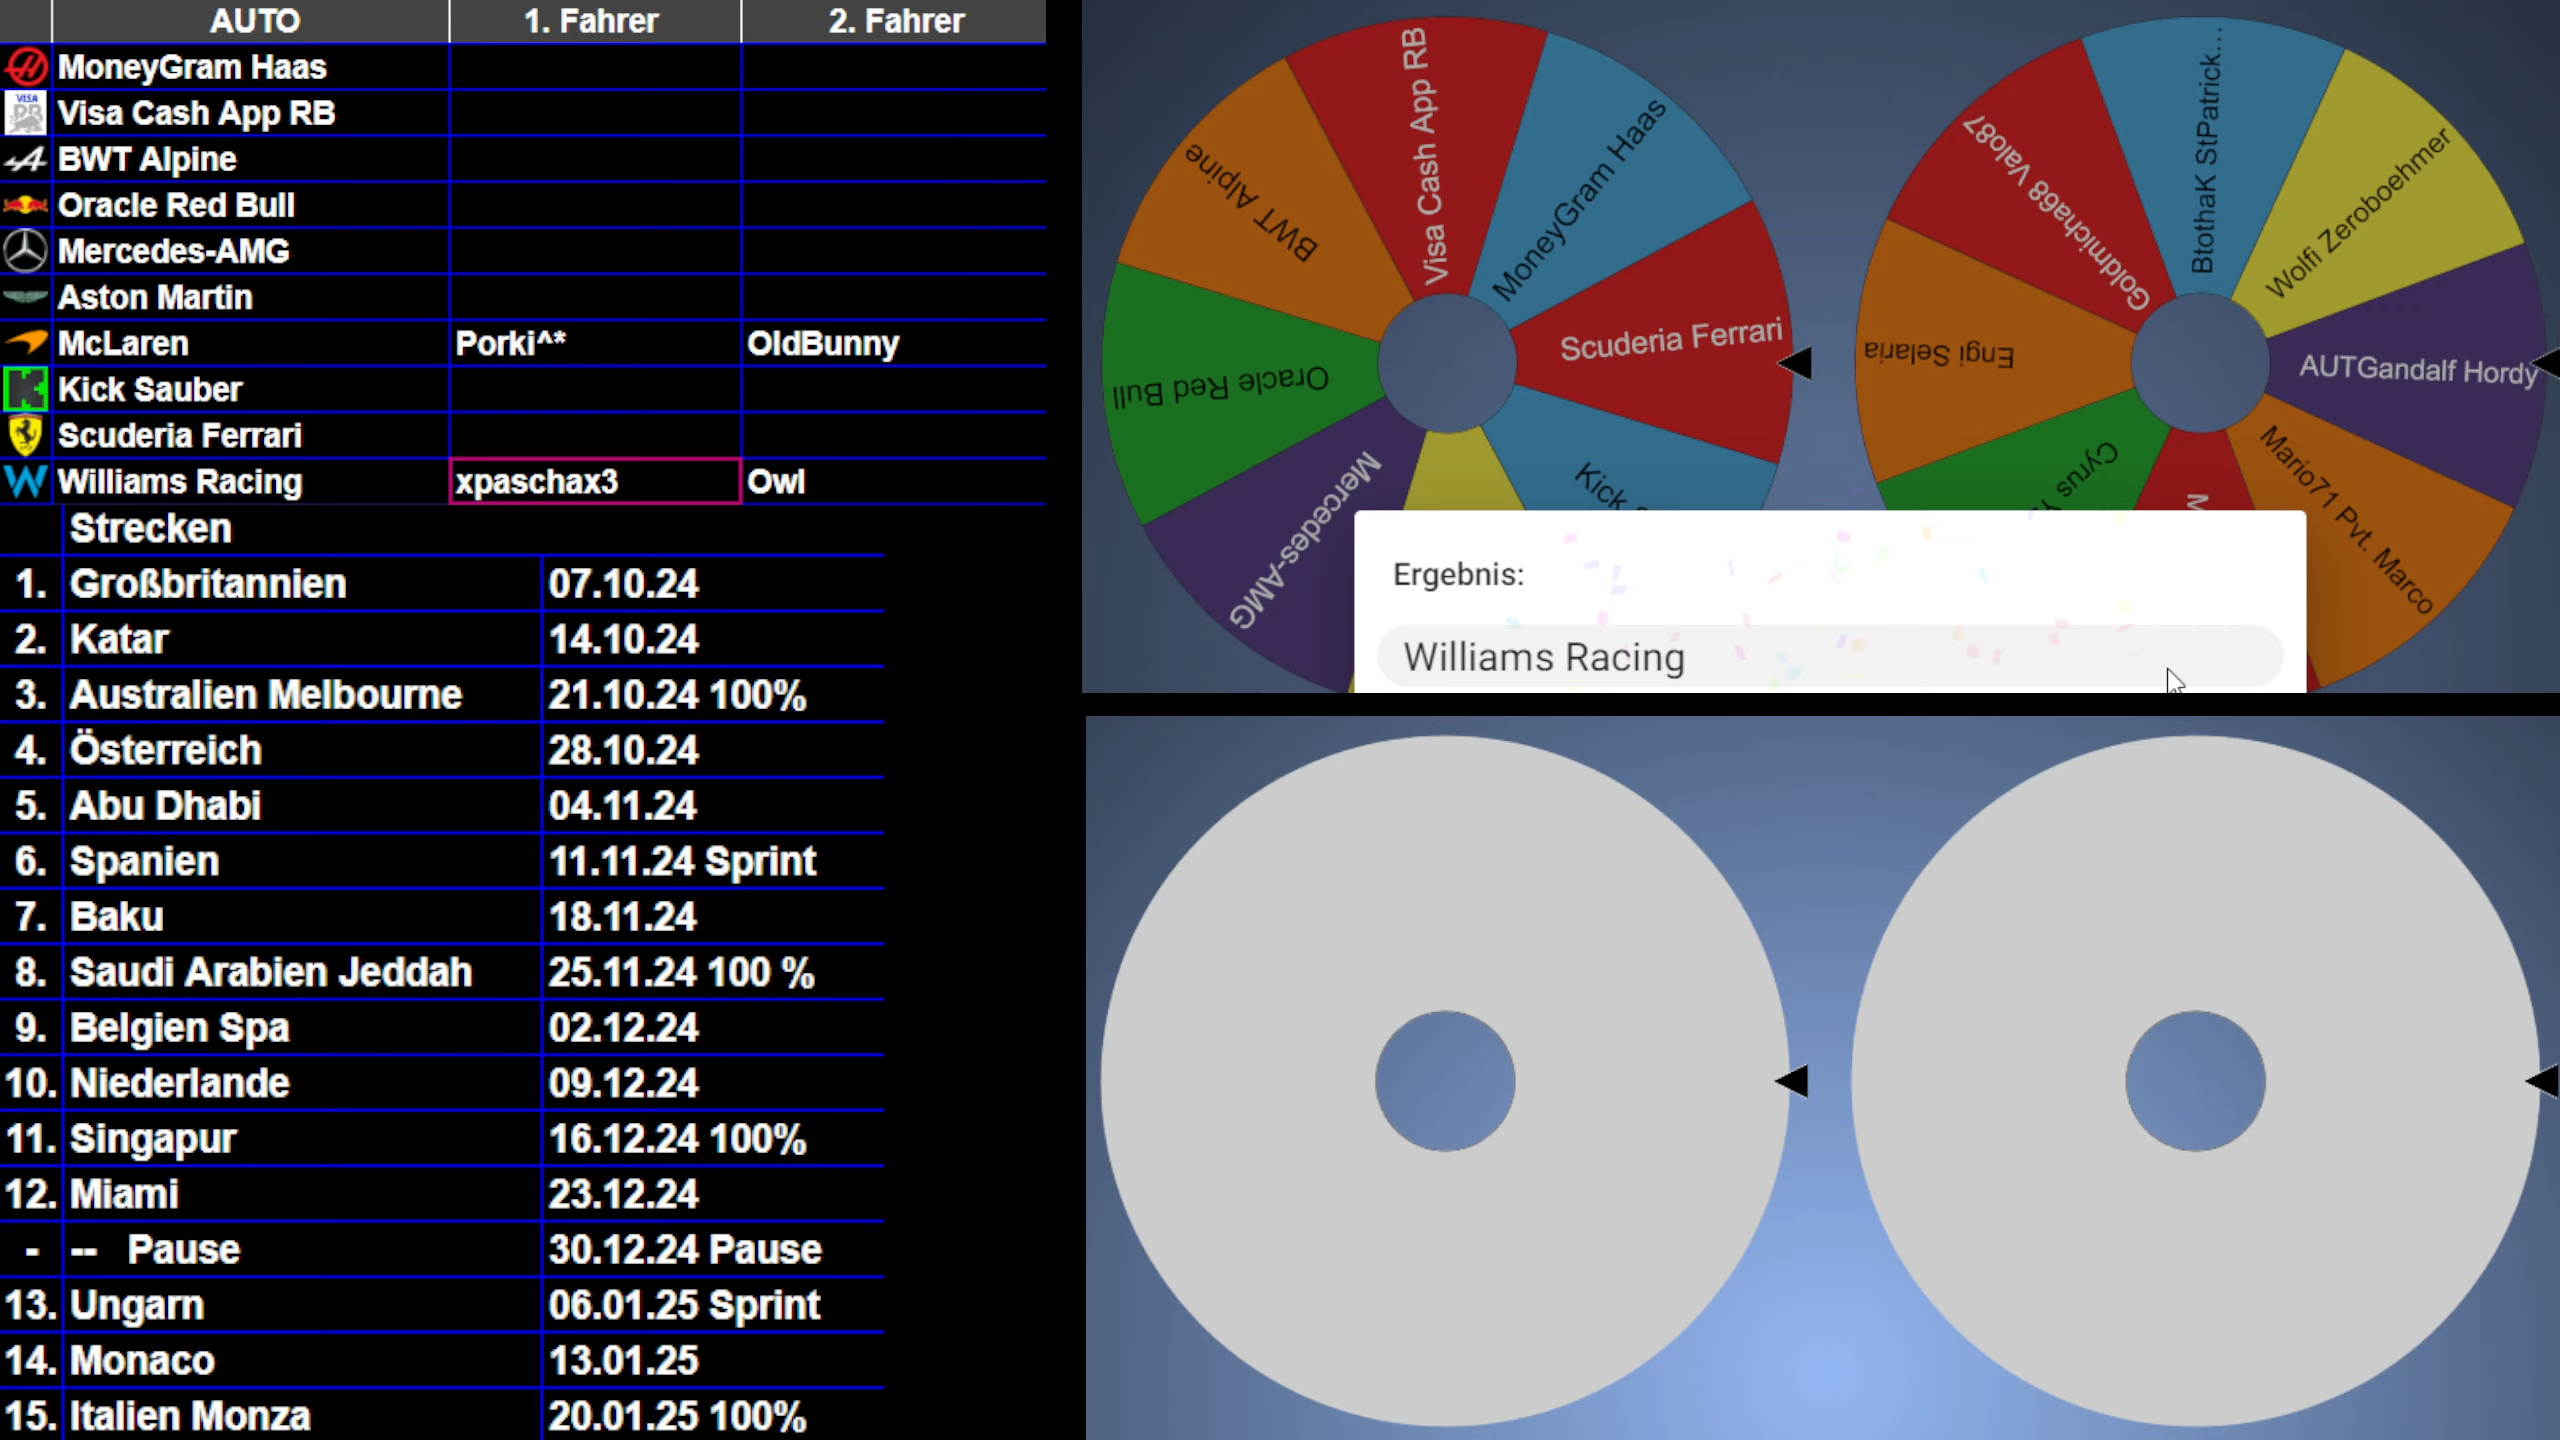 AUTO 1. Fahrer 2. Fahrer
MoneyGram Haas
VISA
Visa Cash App RB
BWT Alpine
Oracle Red Bull
Mercedes-AMG
Aston Martin
McLaren Porki^* OldBunny
Kick Sauber
Scuderia Ferrari
Williams Racing xpaschax3 Owl
Strecken
1. Großbritannien 07.10.24
2. Katar 14.10.24
3. Australien Melbourne 21.10.24 100%
4. Österreich 28.10.24
5. Abu Dhabi 04.11.24
6. Spanien 11.11.24 Sprint
7. Baku 18.11.24
8. Saudi Arabien Jeddah 25.11.24 100 %
9. Belgien Spa 02.12.24
10. Niederlande 09.12.24
11. Singapur 16.12.24 100%
12. Miami 23.12.24
- -- Pause 30.12.24 Pause
13. Ungarn 06.01.25 Sprint
14. Monaco 13.01.25
15. Italien Monza 20.01.25 100%
Visa Cash App RB
MoneyGram Haas
Scuderia Ferrari
Kick
Mercedes-AMG
Oracle Red Bull
BWT Alpine
BtothaK StPatrick...
Wolfi Zeroboehmer
AUTGandalf Hordy
Mario71 Pvt. Marco
Cyrus
Engi Selaria
Goldmicha68 Valo87
Ergebnis:
Williams Racing